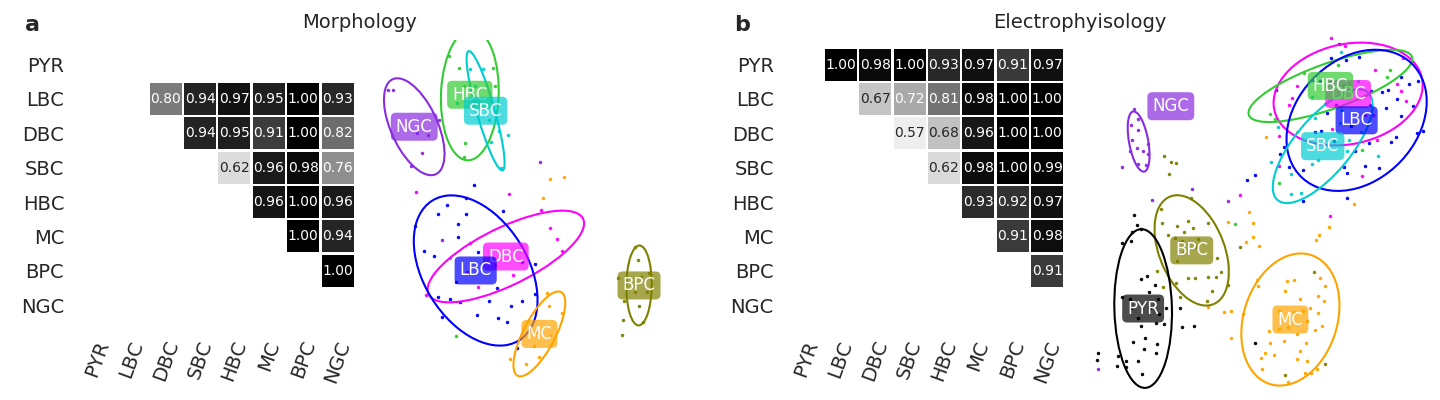 a
Morphology
PYR
LBC 0.80 0.94 0.97 0.95 1.00 0.93
DBC 0.94 0.95 0.91 1.00 0.82
SBC 0.62 0.96 0.98 0.76
HBC 0.96 1.00 0.96
MC 1.00 0.94
BPC 1.00
NGC
PYR LBC DBC SBC HBC MC BPC NGC
HBC
SBC
NGC
DBC
LBC
BPC
MC
b
Electrophyisology
PYR 1.00 0.98 1.00 0.93 0.97 0.91 0.97
LBC 0.67 0.72 0.81 0.98 1.00 1.00
DBC 0.57 0.68 0.96 1.00 1.00
SBC 0.62 0.98 1.00 0.99
HBC 0.93 0.92 0.97
MC 0.91 0.98
BPC 0.91
NGC
PYR LBC DBC SBC HBC MC BPC NGC
HBC
DBC
NGC
LBC
SBC
BPC
PYR
MC